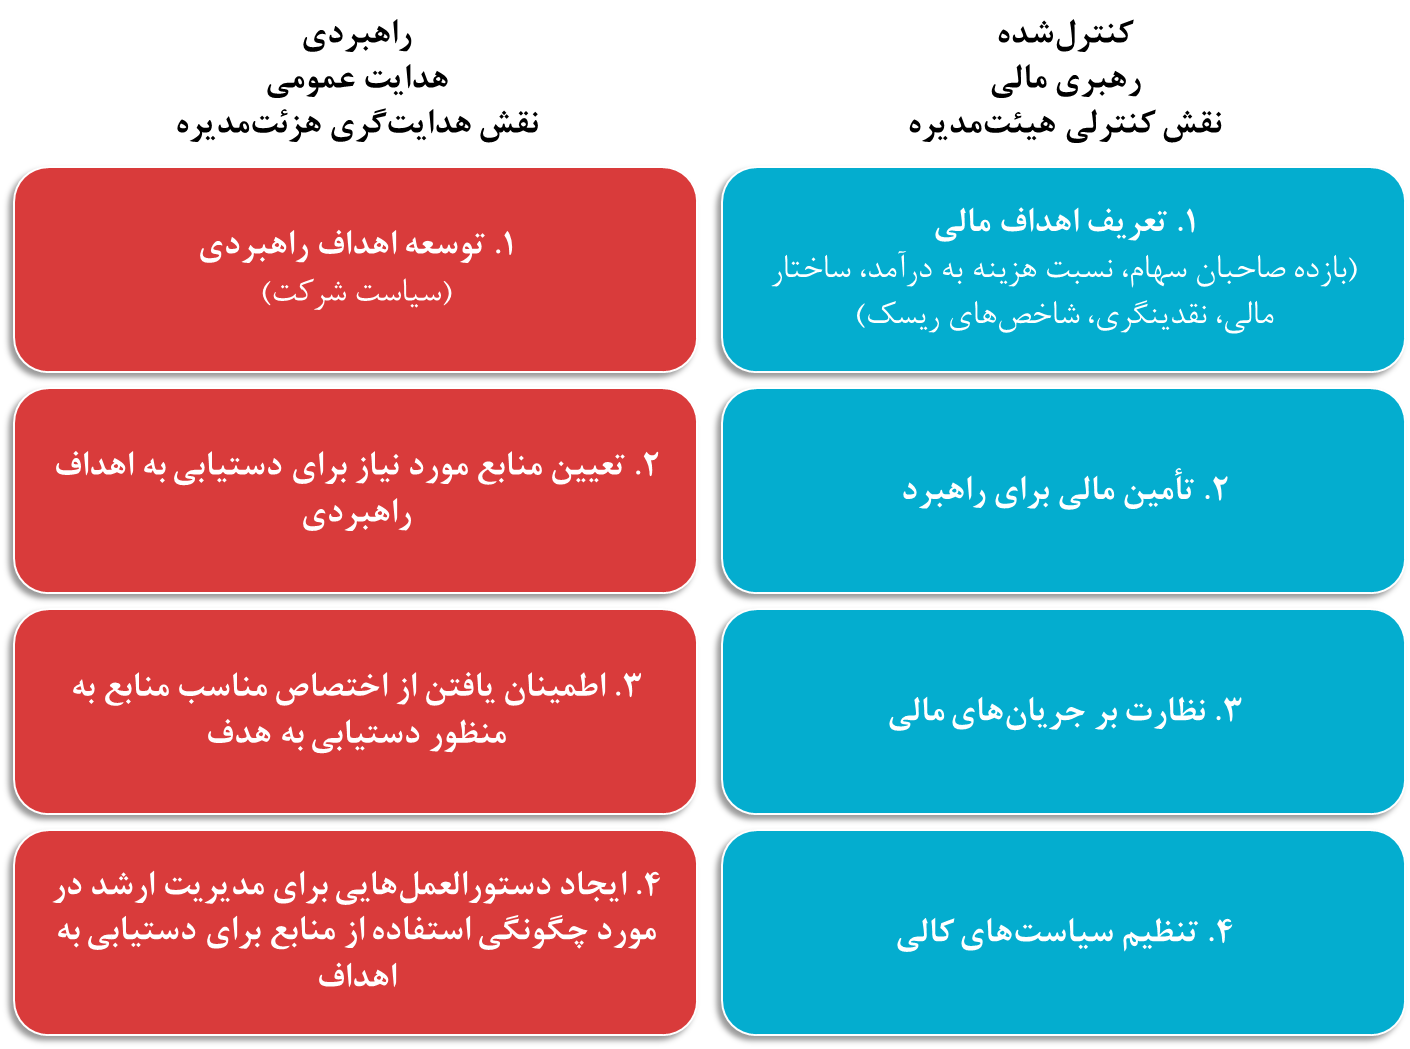 کنترل‌شده
رهبری مالی
نقش کنترلی هیئت‌مدیره
۱. تعریف اهداف مالی
(بازده صاحبان سهام، نسبت هزینه به درآمد، ساختار
مالی، نقدینگری، شاخص‌های ریسک)
۲. تأمین مالی برای راهبرد
۳. نظارت بر جریان‌های مالی
۴. تنظیم سیاست‌های کالی
راهبردی
هدایت عمومی
نقش هدایت‌گری هزئت‌مدیره
۱. توسعه اهداف راهبردی
(سیاست شرکت)
۲. تعیین منابع مورد نیاز برای دستیابی به اهداف
راهبردی
۳. اطمینان یافتن از اختصاص مناسب منابع به
منظور دستیابی به هدف
۴. ایجاد دستورالعمل‌هایی برای مدیریت ارشد در
مورد چگونگی استفاده از منابع برای دستیابی به
اهداف